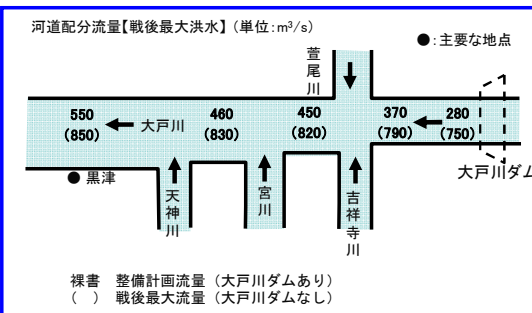 河道配分流量【戦後最大洪水】(単位:m³/s)
●:主要な地点
萱尾川
550 460 450 370 280
(850) (830) (820) (790) (750)
大戸川
大戸川ダム
●黒津
天神川
宮川
吉祥寺川
裸書 整備計画流量(大戸川ダムあり)
( ) 戦後最大流量(大戸川ダムなし)